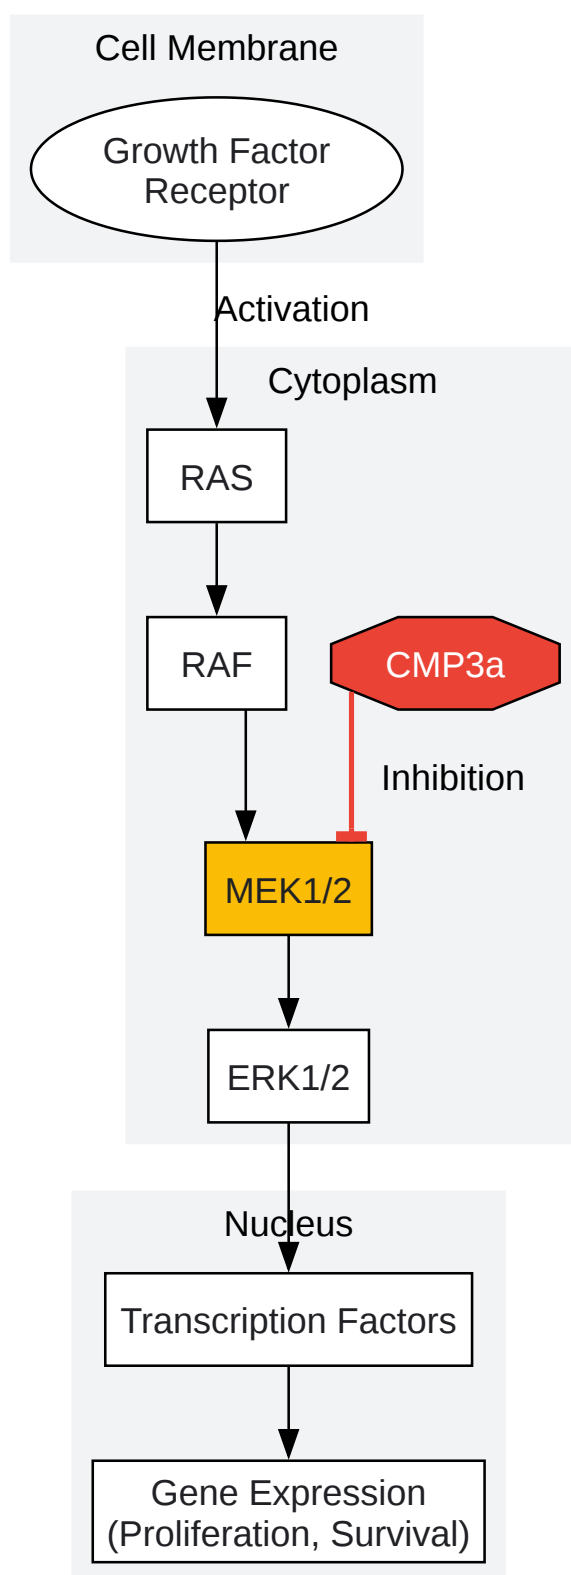 Cell Membrane
Growth Factor
Receptor
Activation
Cytoplasm
RAS
RAF
CMP3a
Inhibition
MEK1/2
ERK1/2
Nucleus
Transcription Factors
Gene Expression
(Proliferation, Survival)